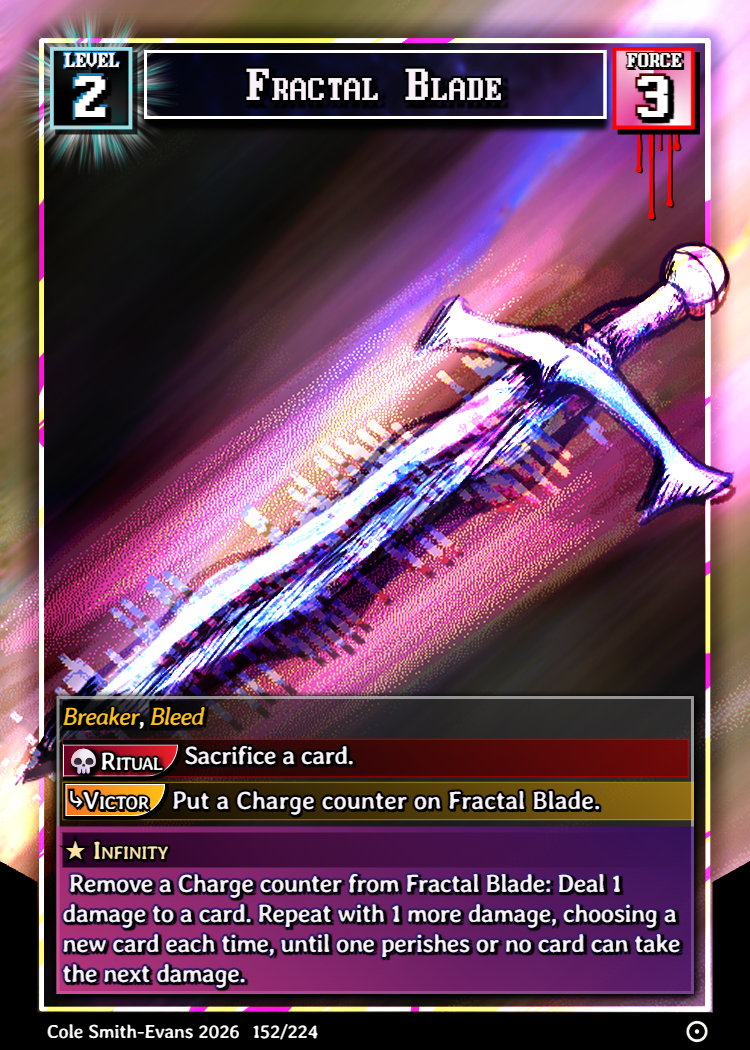 LEVEL
2
Fractal Blade
FORCE
3
Breaker, Bleed
Ritual Sacrifice a card.
↳Victor Put a Charge counter on Fractal Blade.
★ Infinity
Remove a Charge counter from Fractal Blade: Deal 1
damage to a card. Repeat with 1 more damage, choosing a
new card each time, until one perishes or no card can take
the next damage.
Cole Smith-Evans 2026 152/224